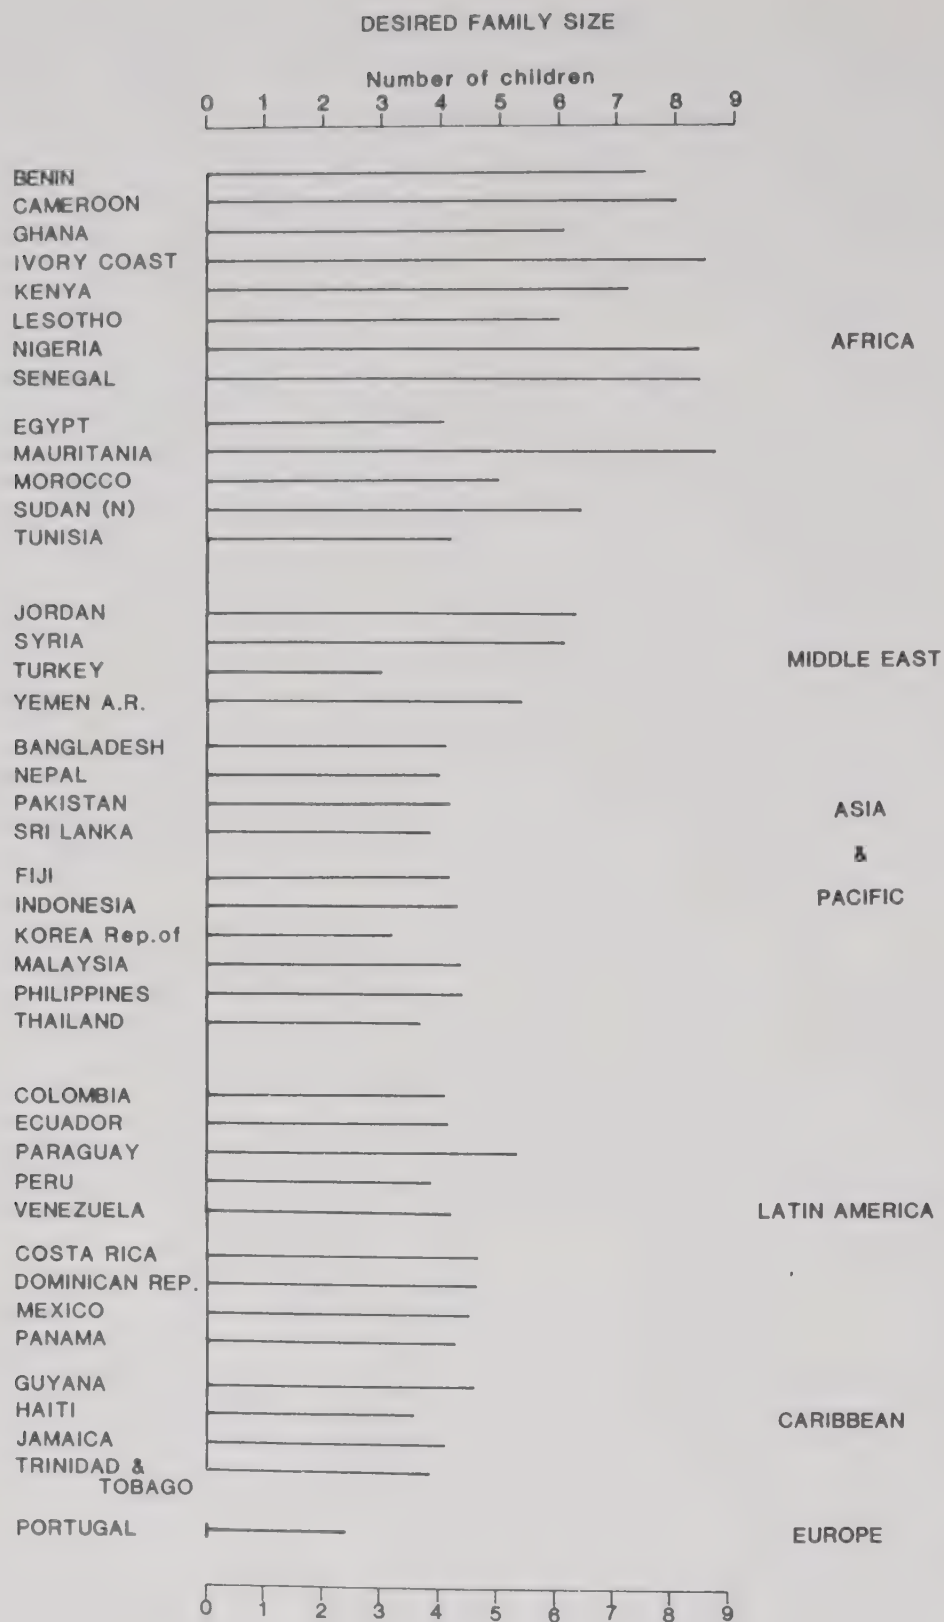 DESIRED FAMILY SIZE
Number of children
0 1 2 3 4 5 6 7 8 9
BENIN
CAMEROON
GHANA
IVORY COAST
KENYA
LESOTHO
NIGERIA
AFRICA
SENEGAL
EGYPT
MAURITANIA
MOROCCO
SUDAN (N)
TUNISIA
JORDAN
SYRIA
MIDDLE EAST
TURKEY
YEMEN A.R.
BANGLADESH
NEPAL
PAKISTAN
ASIA
SRI LANKA
&
FIJI
PACIFIC
INDONESIA
KOREA Rep.of
MALAYSIA
PHILIPPINES
THAILAND
COLOMBIA
ECUADOR
PARAGUAY
PERU
VENEZUELA
LATIN AMERICA
COSTA RICA
DOMINICAN REP.
MEXICO
PANAMA
GUYANA
HAITI
CARIBBEAN
JAMAICA
TRINIDAD &
TOBAGO
PORTUGAL
EUROPE
0 1 2 3 4 5 6 7 8 9